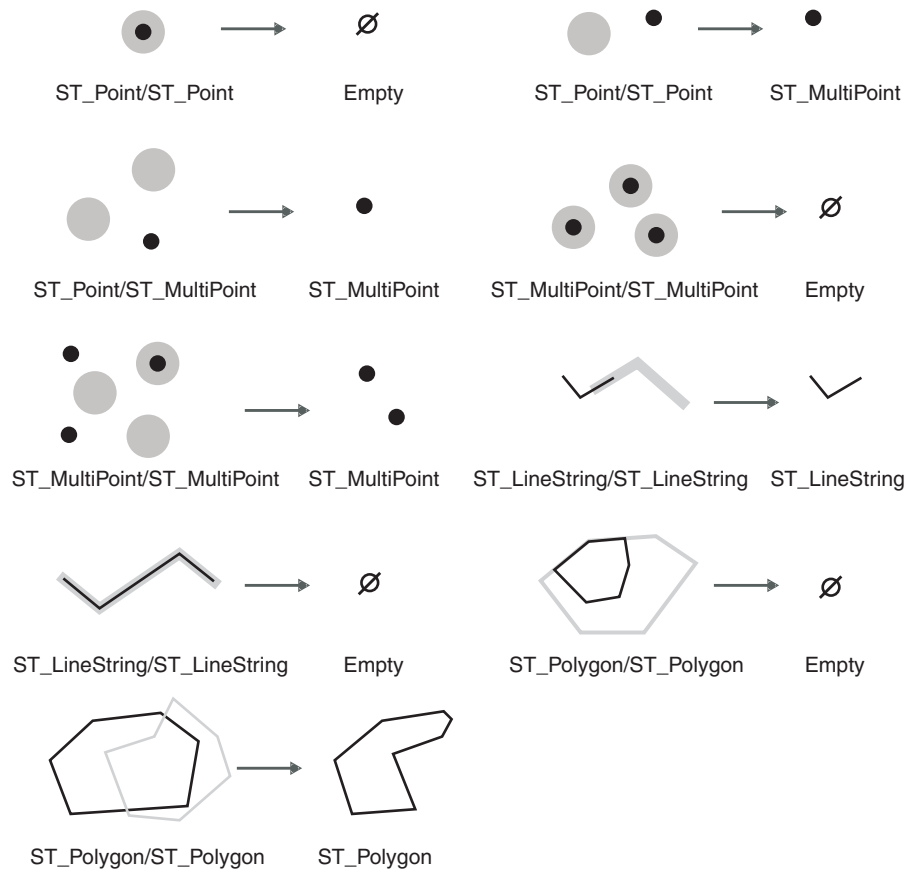 ST_Point/ST_Point Empty ST_Point/ST_Point ST_MultiPoint
ST_Point/ST_MultiPoint ST_MultiPoint ST_MultiPoint/ST_MultiPoint Empty
ST_MultiPoint/ST_MultiPoint ST_MultiPoint ST_LineString/ST_LineString ST_LineString
ST_LineString/ST_LineString Empty ST_Polygon/ST_Polygon Empty
ST_Polygon/ST_Polygon ST_Polygon